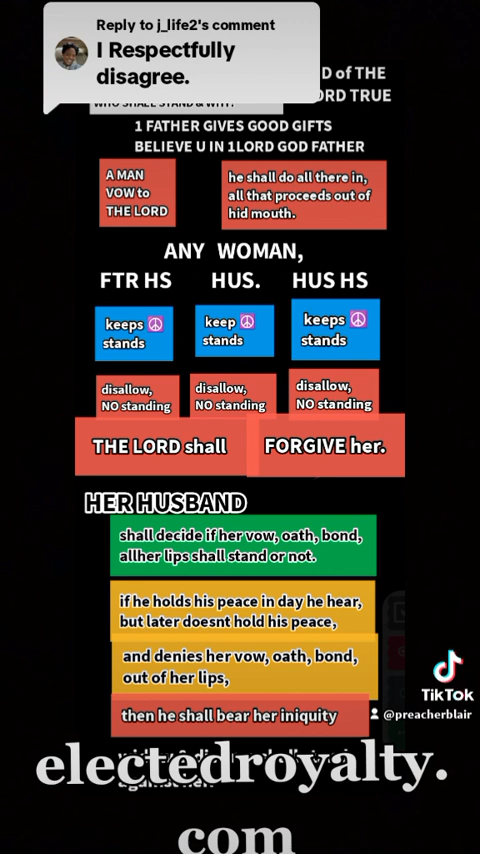 Reply to j_life2's comment
I Respectfully
disagree.
D of THE
ORD TRUE
WHO SHALL STAND & WHY?
1 FATHER GIVES GOOD GIFTS
BELIEVE U IN 1LORD GOD FATHER
A MAN
VOW to
THE LORD
he shall do all there in,
all that proceeds out of
hid mouth.
ANY WOMAN,
FTR HS HUS. HUS HS
keeps ☮
stands
keep ☮
stands
keeps ☮
stands
disallow,
NO standing
disallow,
NO standing
disallow,
NO standing
THE LORD shall FORGIVE her.
HER HUSBAND
shall decide if her vow, oath, bond,
allher lips shall stand or not.
if he holds his peace in day he hear,
but later doesnt hold his peace,
and denies her vow, oath, bond,
out of her lips,
then he shall bear her iniquity
TikTok
@preacherblair
electedroyalty.
com